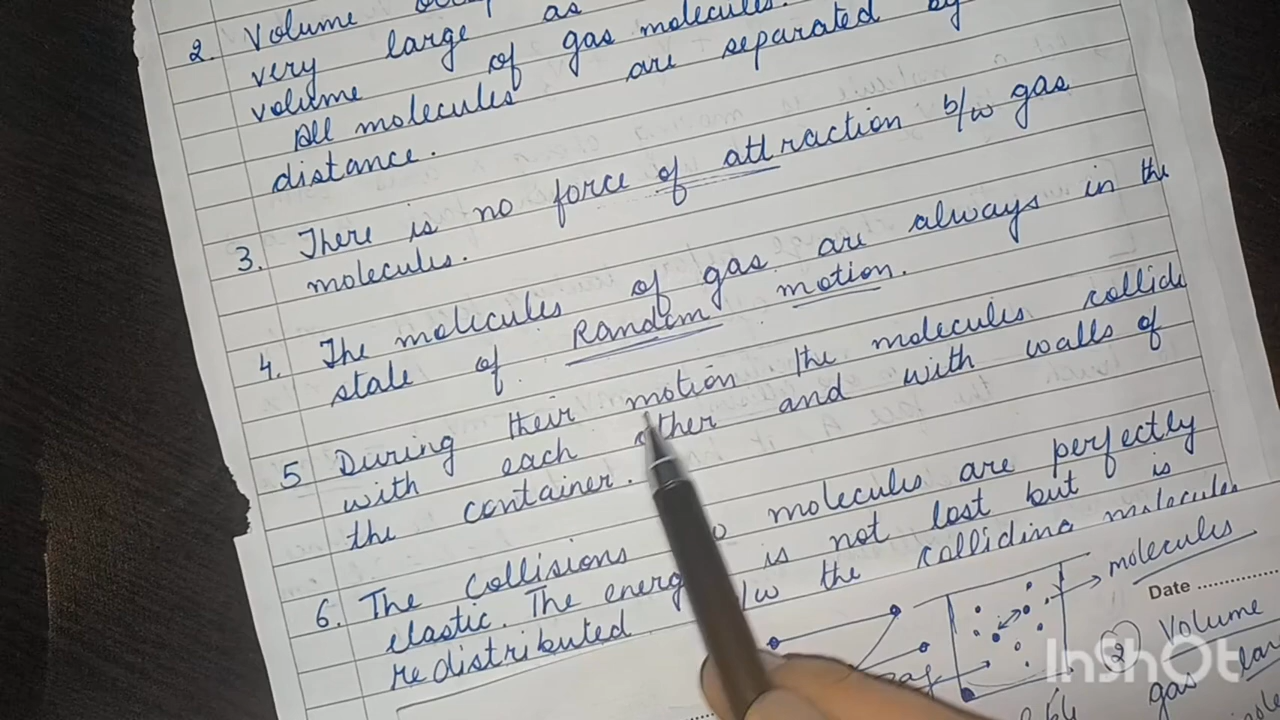 2. Volume
very large as
volume of gas molecules.
All molecules are separated by
distance.
3. There is no force of attraction b/w gas
molecules.
4. The molecules of gas are always in the
state of Random motion.
5 During their motion the molecules collide
with each other and with walls of
the container.
6. The Collisions molecules are perfectly
elastic. The energy is not lost but is
redistributed b/w the colliding molecules
molecules
Date
② Volume
gas
InShOt